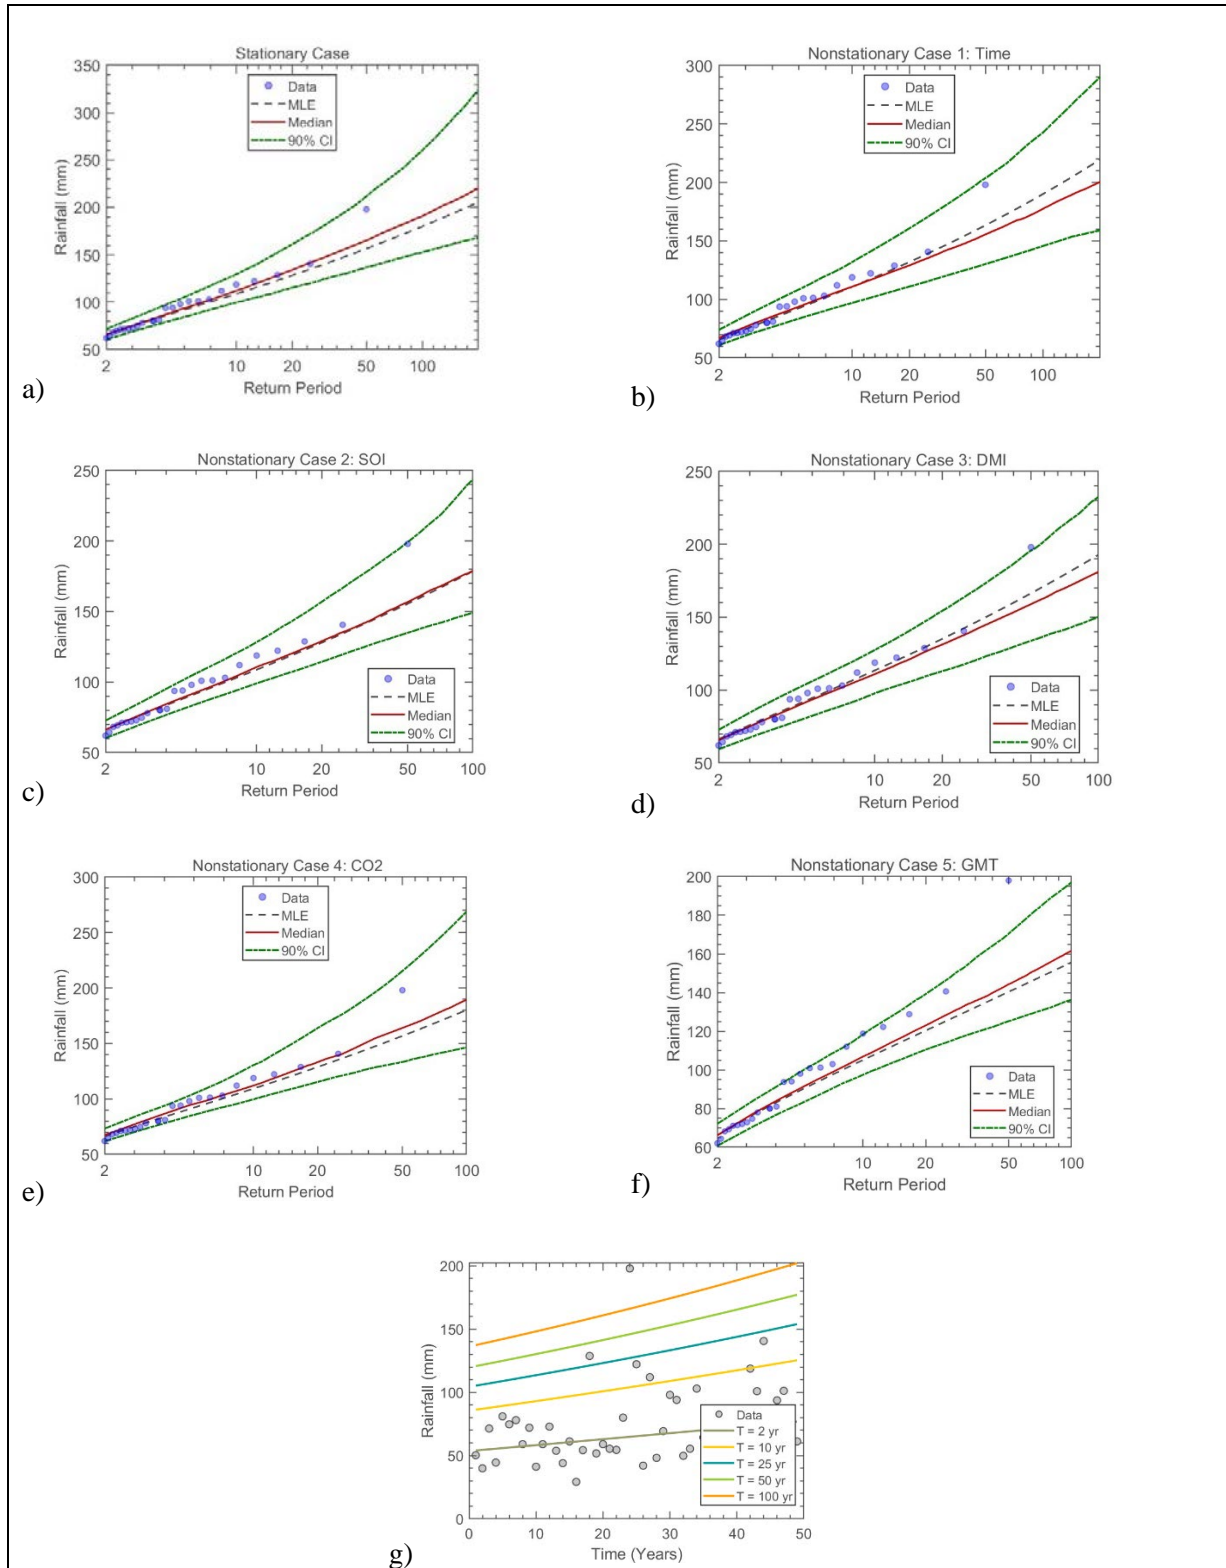 Stationary Case
350
300
250
200
150
100
50
Rainfall (mm)
Data
MLE
Median
90% CI
2 10 20 50 100
Return Period
a)
Nonstationary Case 1: Time
300
250
200
150
100
50
Rainfall (mm)
Data
MLE
Median
90% CI
2 10 20 50 100
Return Period
b)
Nonstationary Case 2: SOI
250
200
150
100
50
Rainfall (mm)
Data
MLE
Median
90% CI
2 10 20 50 100
Return Period
c)
Nonstationary Case 3: DMI
250
200
150
100
50
Rainfall (mm)
Data
MLE
Median
90% CI
2 10 20 50 100
Return Period
d)
Nonstationary Case 4: CO2
300
250
200
150
100
50
Rainfall (mm)
Data
MLE
Median
90% CI
2 10 20 50 100
Return Period
e)
Nonstationary Case 5: GMT
200
180
160
140
120
100
80
60
Rainfall (mm)
Data
MLE
Median
90% CI
2 10 20 50 100
Return Period
f)
200
150
100
50
0
Rainfall (mm)
Data
T = 2 yr
T = 10 yr
T = 25 yr
T = 50 yr
T = 100 yr
0 10 20 30 40 50
Time (Years)
g)